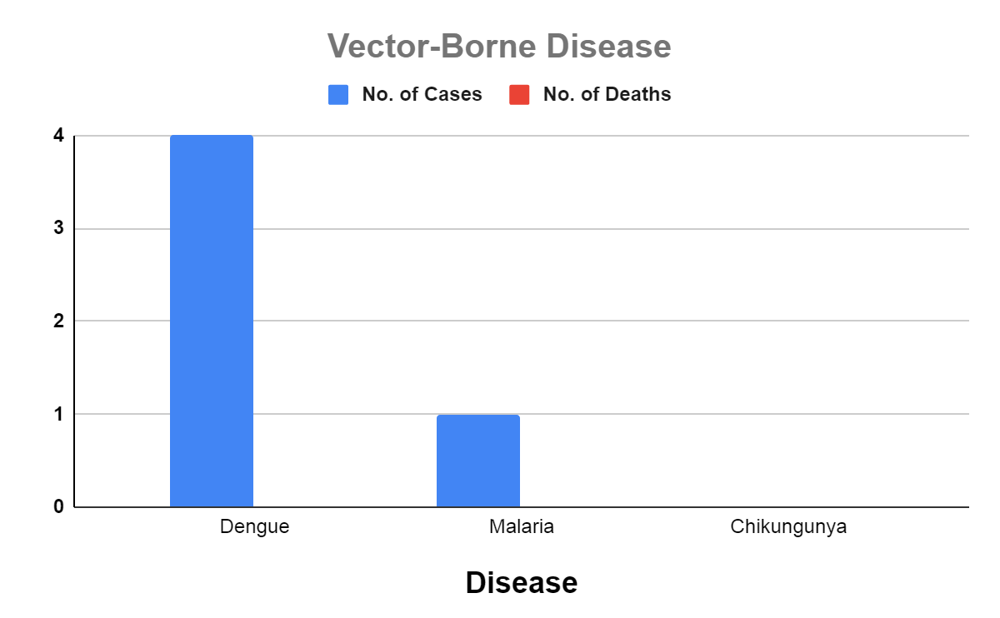 Vector-Borne Disease
No. of Cases No. of Deaths
4
3
2
1
0
Dengue Malaria Chikungunya
Disease